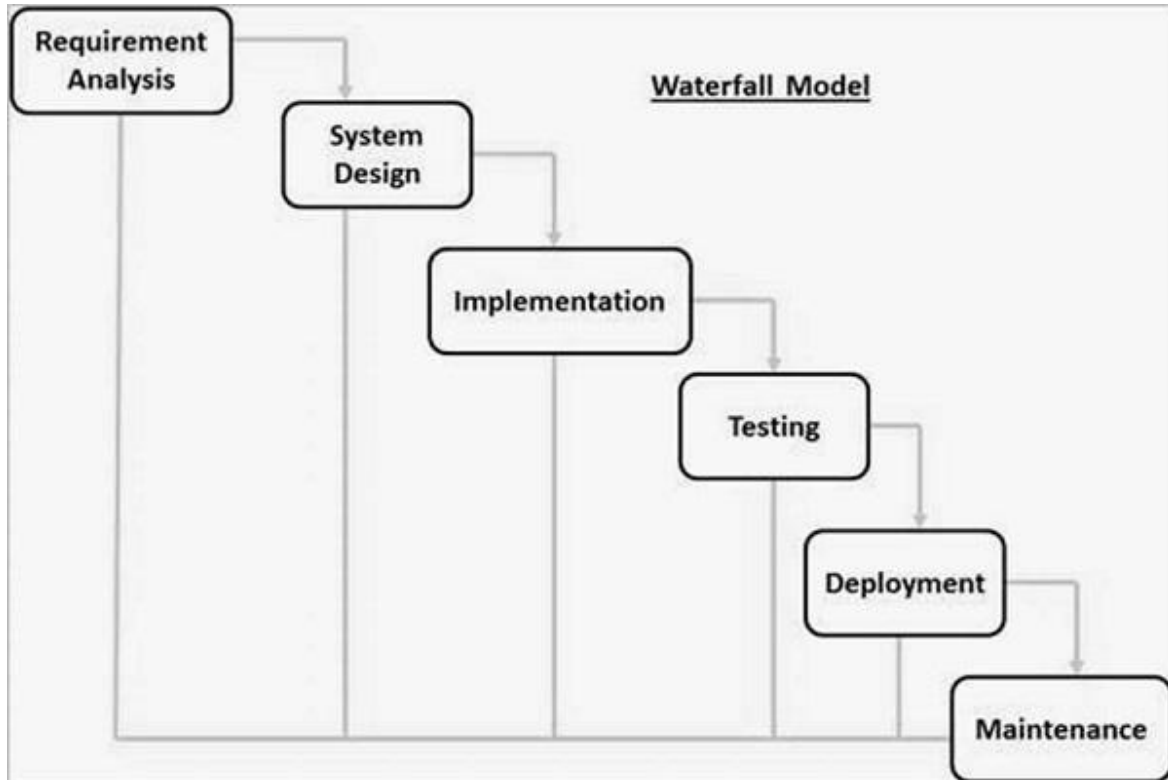 Requirement
Analysis
Waterfall Model
System
Design
Implementation
Testing
Deployment
Maintenance